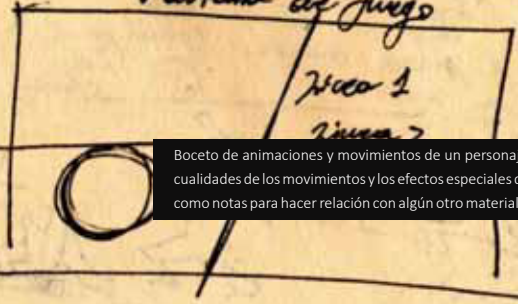 de juego
1
Boceto de animaciones y movimientos de un personaj
cualidades de los movimientos y los efectos especiales
como notas para hacer relación con algún otro material